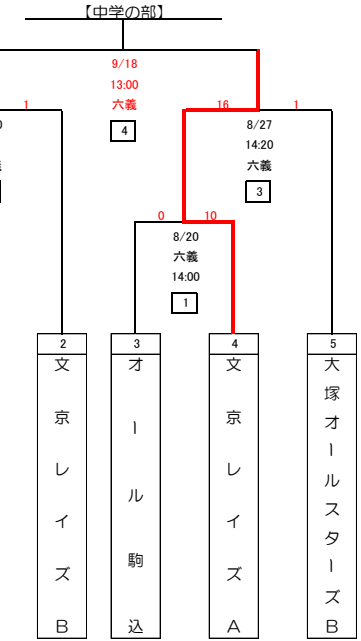 【中学の部】
9/18
13:00
六義
4
1
16
1
8/27
14:20
六義
3
0
10
8/20
六義
14:00
1
2
3
4
5
文京レイズB
オール駒込
文京レイズA
大塚オールスターズB